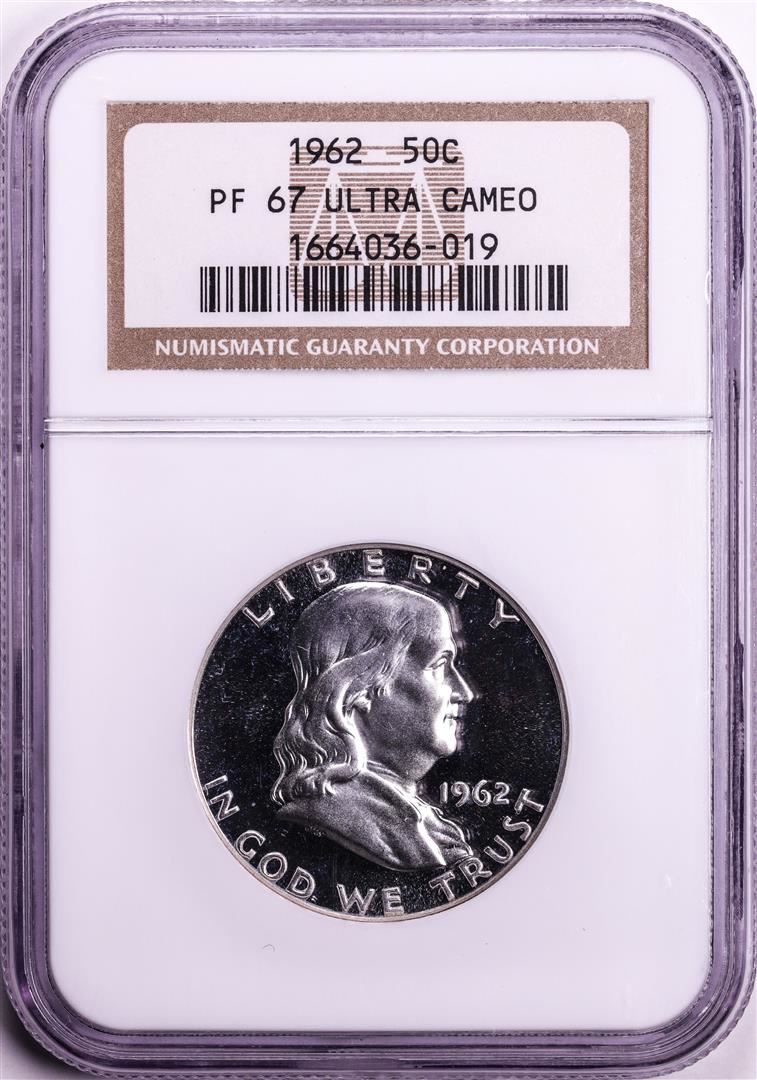 1962 50C
PF 67 ULTRA CAMEO
1664036-019
NUMISMATIC GUARANTY CORPORATION
LIBERTY
1962
IN GOD WE TRUST